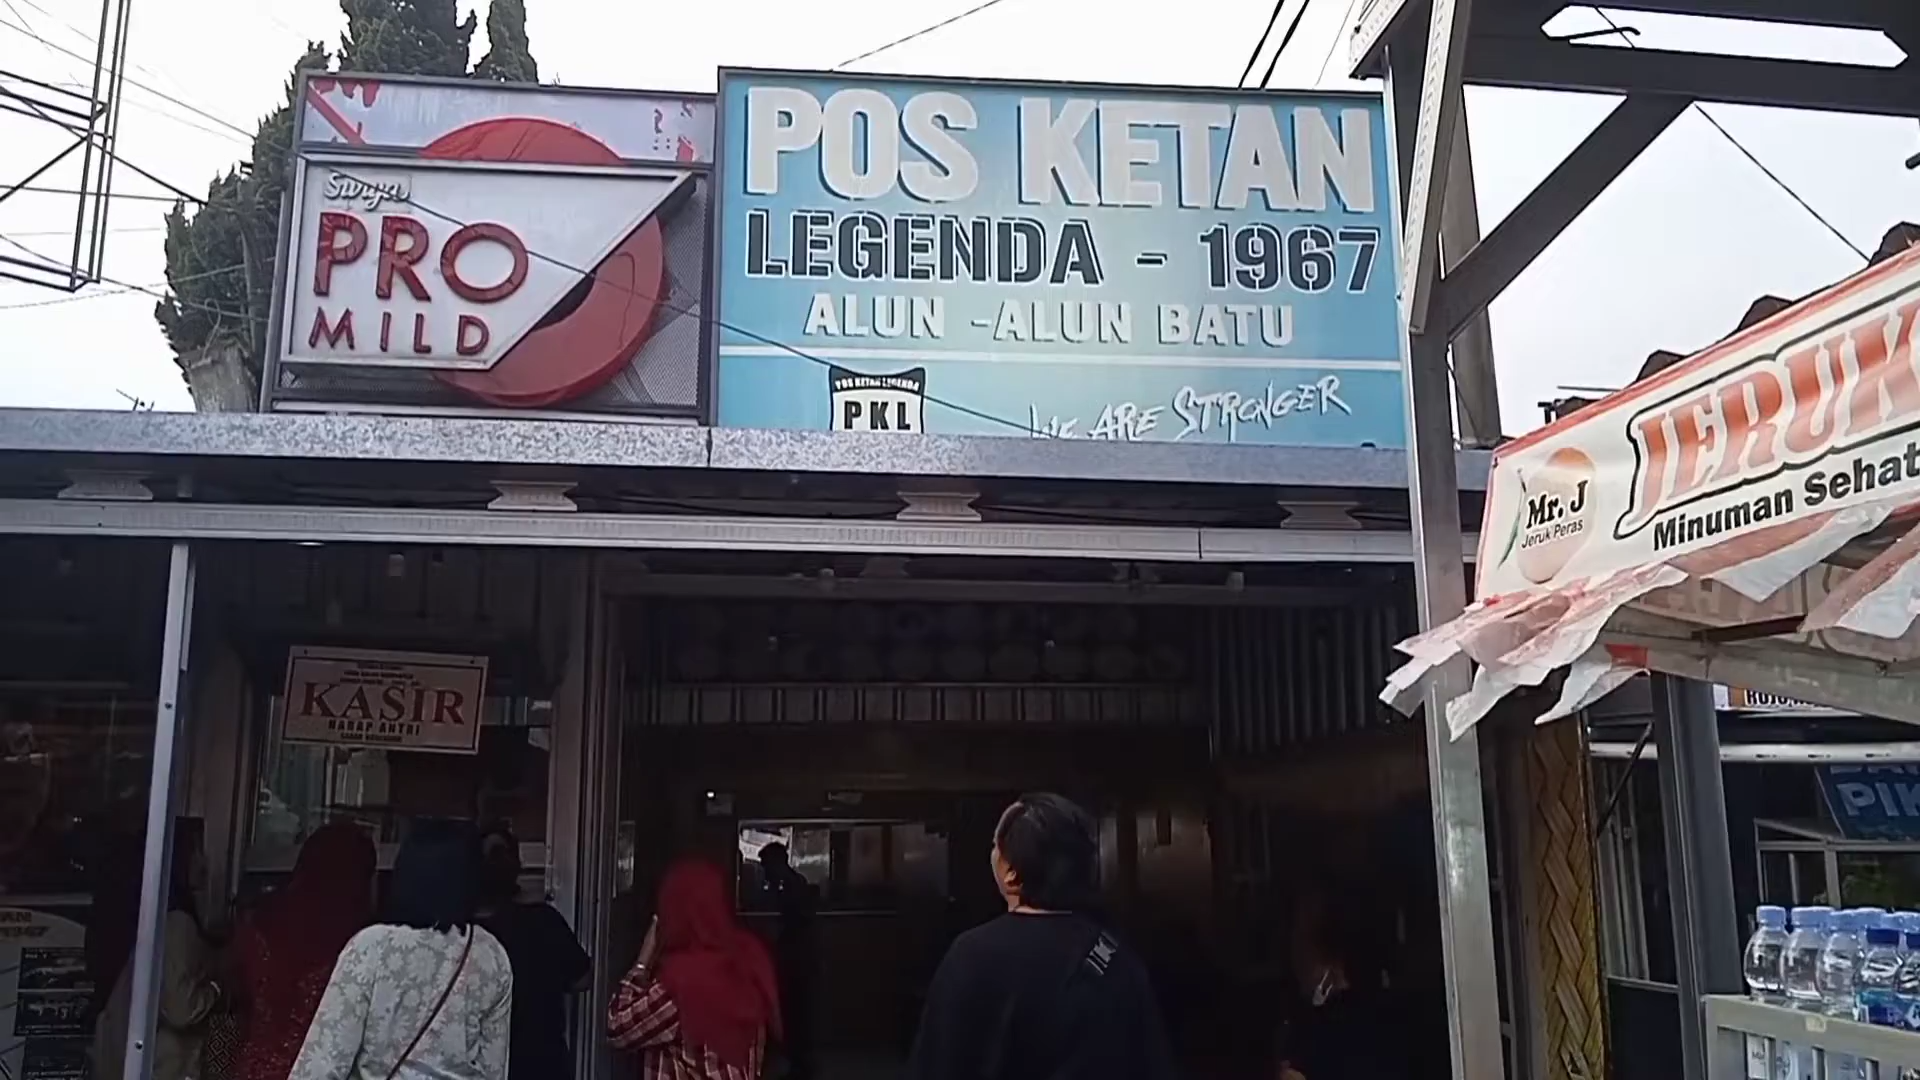 Surya
PRO
MILD
POS KETAN
LEGENDA - 1967
ALUN -ALUN BATU
POS KETAN LEGENDA
PKL
WE ARE STRONGER
JERUK
Minuman Sehat
Mr. J
Jeruk Peras
KASIR
HARAP ANTRI
PIK